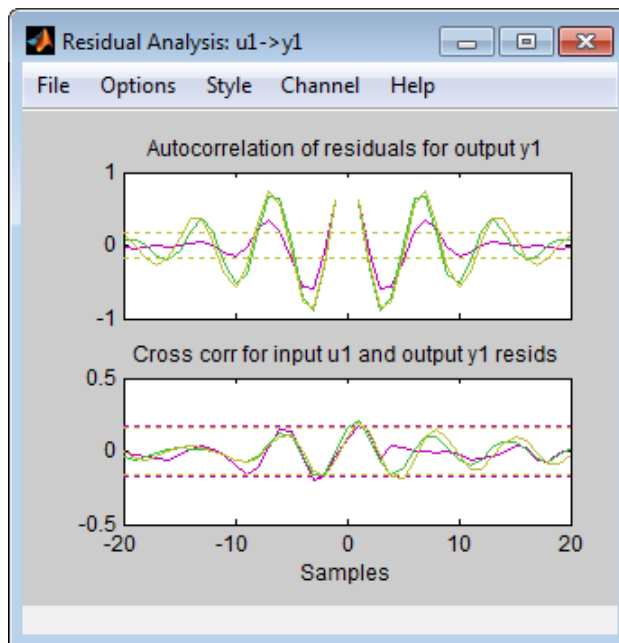 Residual Analysis: u1->y1
File Options Style Channel Help
Autocorrelation of residuals for output y1
1
0
-1
Cross corr for input u1 and output y1 resids
0.5
0
-0.5
-20 -10 0 10 20
Samples